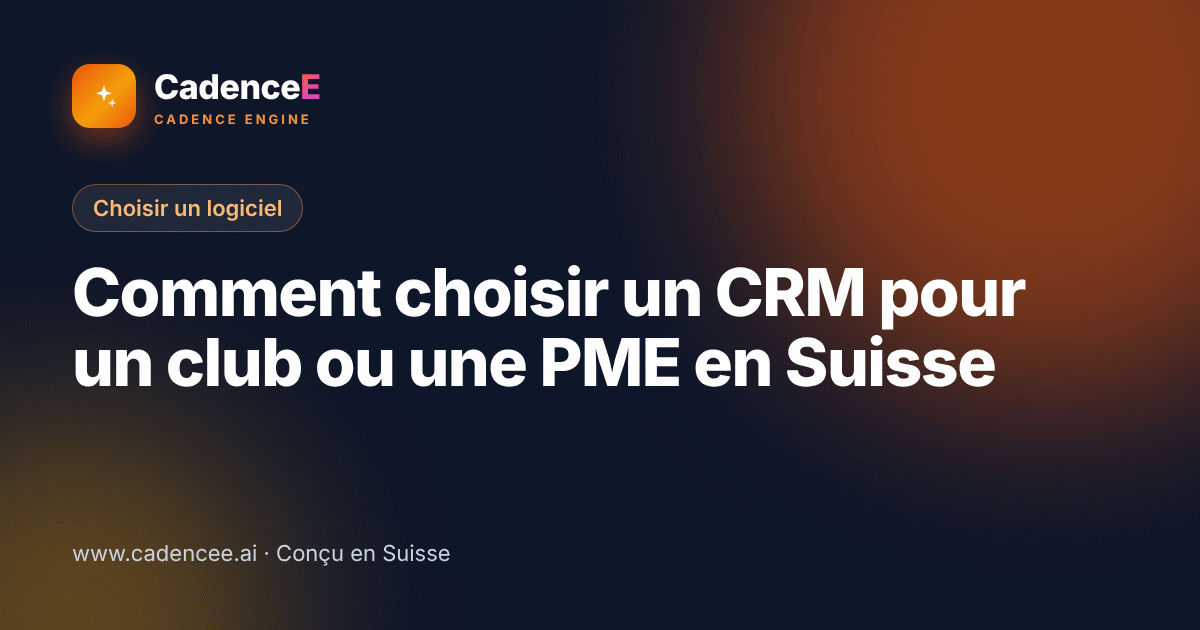 CadenceE
CADENCE ENGINE
Choisir un logiciel
Comment choisir un CRM pour
un club ou une PME en Suisse
www.cadencee.ai · Conçu en Suisse